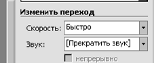 Изменить переход
Скорость: Быстро
Звук: [Прекратить звук]
непрерывно